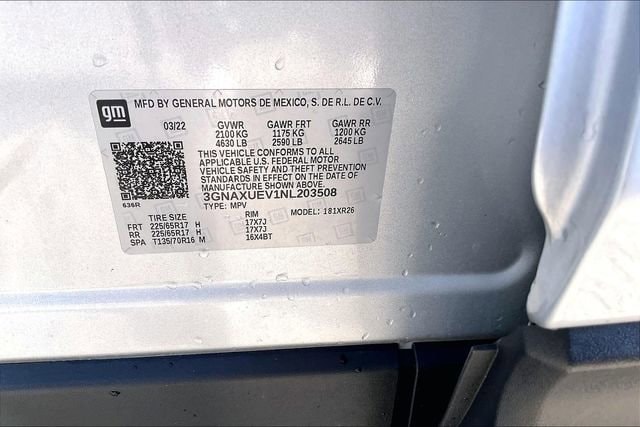 gm MFD BY GENERAL MOTORS DE MEXICO, S. DE R.L. DE C.V.
03/22 GVWR GAWR FRT GAWR RR
2100 KG 1175 KG 1200 KG
4630 LB 2590 LB 2645 LB
THIS VEHICLE CONFORMS TO ALL
APPLICABLE U.S. FEDERAL MOTOR
VEHICLE SAFETY AND THEFT PREVENTION
STANDARDS IN EFFECT ON THE DATE OF
MANUFACTURE SHOWN ABOVE.
3GNAXUEV1NL203508
636R TYPE: MPV MODEL: 181XR26
TIRE SIZE RIM
FRT 225/65R17 H 17X7J
RR 225/65R17 H 17X7J
SPA T135/70R16 M 16X4BT